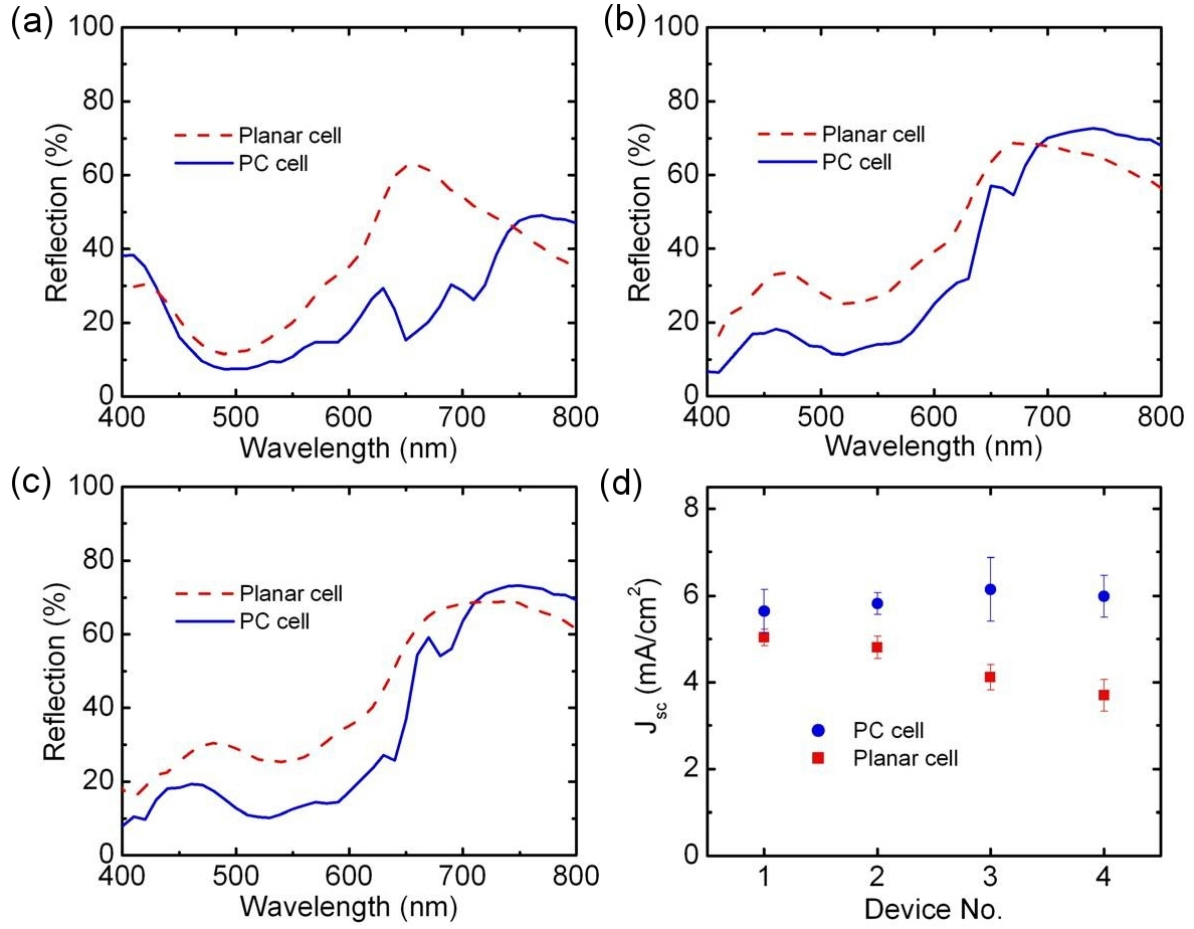 (a)
100
80
60
40
20
0
Reflection (%)
Planar cell
PC cell
400 500 600 700 800
Wavelength (nm)
(b)
100
80
60
40
20
0
Reflection (%)
Planar cell
PC cell
400 500 600 700 800
Wavelength (nm)
(c)
100
80
60
40
20
0
Reflection (%)
Planar cell
PC cell
400 500 600 700 800
Wavelength (nm)
(d)
8
6
4
2
0
J_sc (mA/cm²)
PC cell
Planar cell
1 2 3 4
Device No.